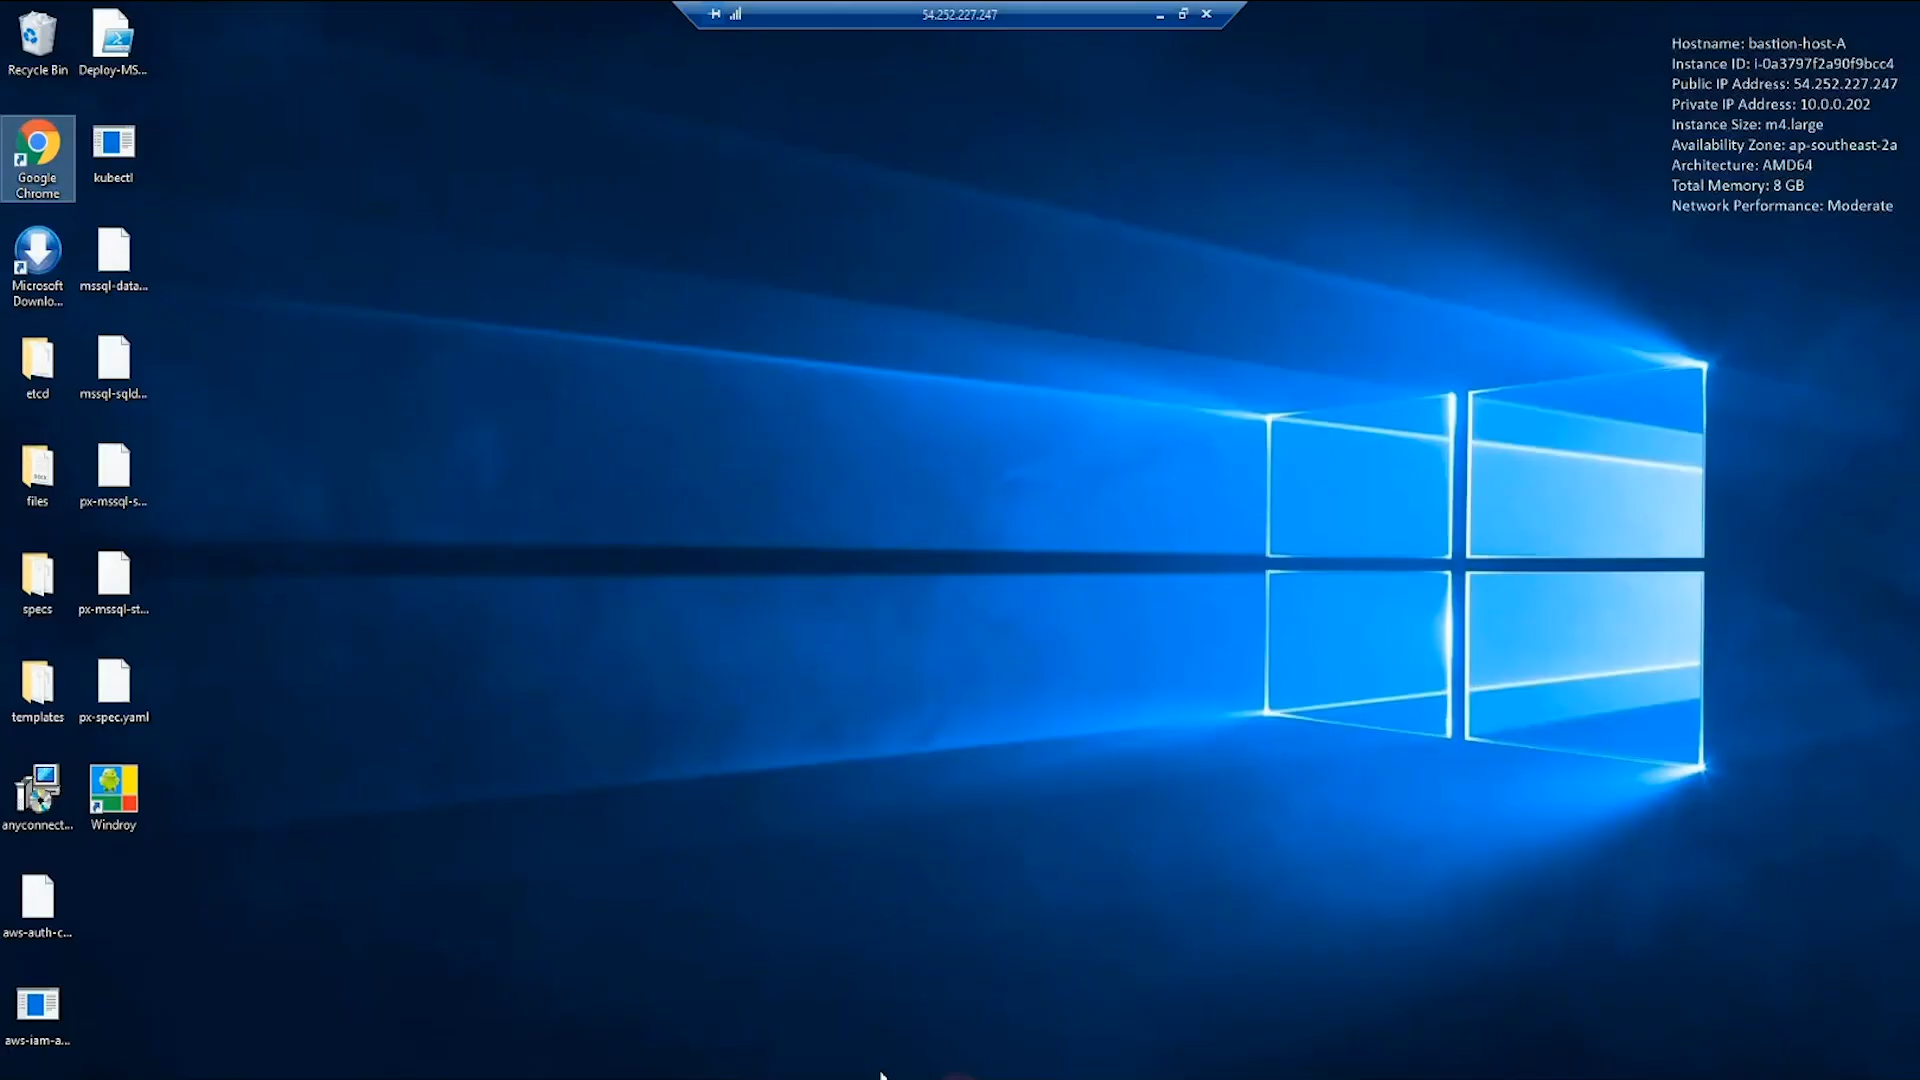 54.252.227.247
Hostname: bastion-host-A
Instance ID: i-0a3797f2a90f9bcc4
Public IP Address: 54.252.227.247
Private IP Address: 10.0.0.202
Instance Size: m4.large
Availability Zone: ap-southeast-2a
Architecture: AMD64
Total Memory: 8 GB
Network Performance: Moderate
Recycle Bin
Deploy-MS...
Google
Chrome
kubectl
Microsoft
Downlo...
mssql-data...
etcd
mssql-sqld...
files
px-mssql-s...
specs
px-mssql-st...
templates
px-spec.yaml
anyconnect...
Windroy
aws-auth-c...
aws-iam-a...